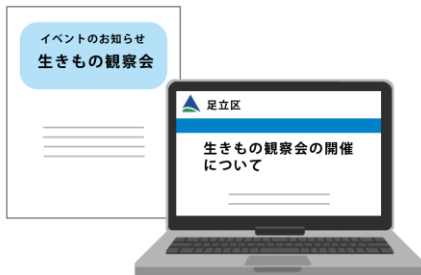 イベントのお知らせ
生きもの観察会
足立区
生きもの観察会の開催
について